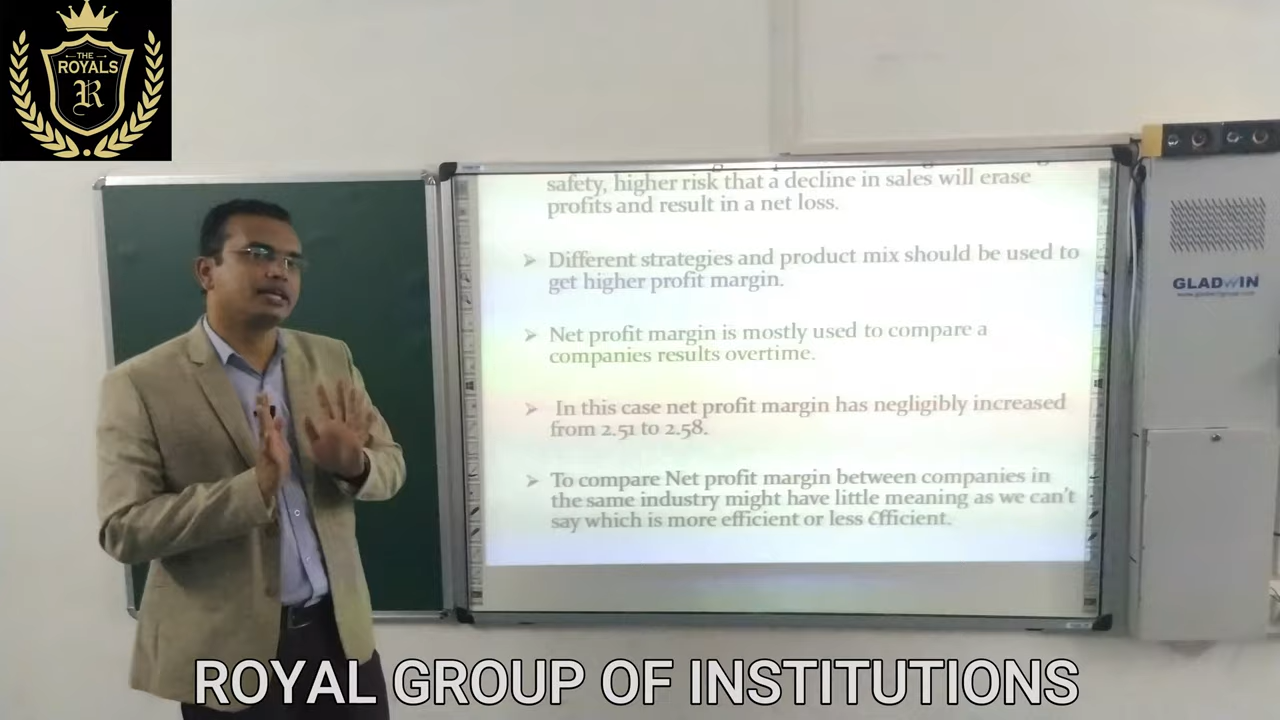 THE
ROYALS
R
safety, higher risk that a decline in sales will erase
profits and result in a net loss.
➤ Different strategies and product mix should be used to
get higher profit margin.
➤ Net profit margin is mostly used to compare a
companies results overtime.
➤ In this case net profit margin has negligibly increased
from 2.51 to 2.58.
➤ To compare Net profit margin between companies in
the same industry might have little meaning as we can't
say which is more efficient or less efficient.
GLADWIN
ROYAL GROUP OF INSTITUTIONS